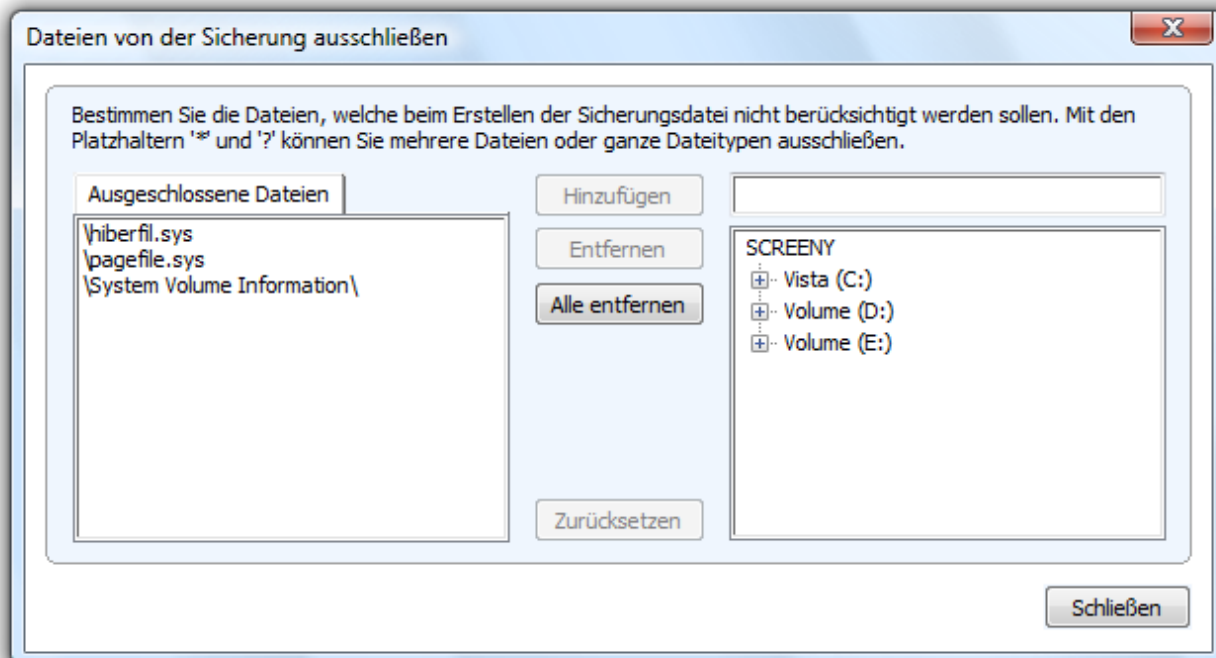 Dateien von der Sicherung ausschließen
Bestimmen Sie die Dateien, welche beim Erstellen der Sicherungsdatei nicht berücksichtigt werden sollen. Mit den
Platzhaltern '*' und '?' können Sie mehrere Dateien oder ganze Dateitypen ausschließen.
Ausgeschlossene Dateien
\hiberfil.sys
\pagefile.sys
\System Volume Information\
Hinzufügen
Entfernen
Alle entfernen
Zurücksetzen
SCREENY
Vista (C:)
Volume (D:)
Volume (E:)
Schließen